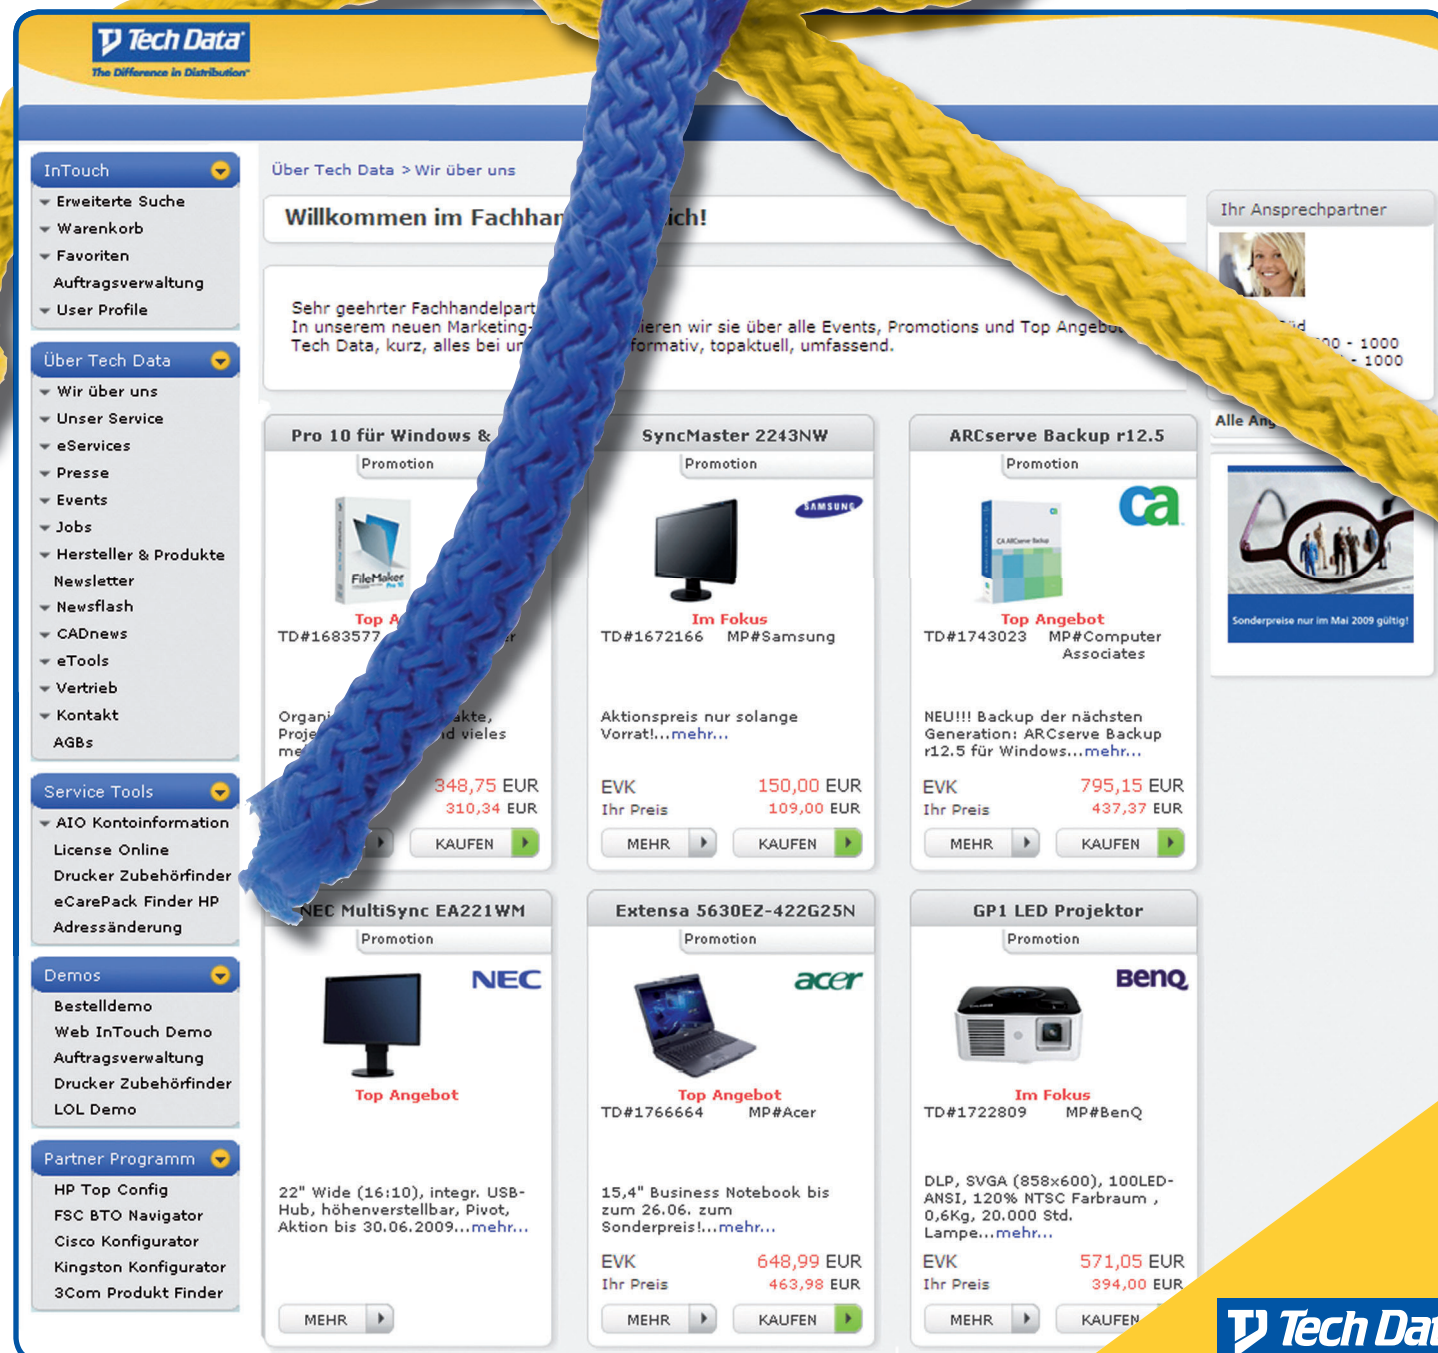 Tech Data
The Difference in Distribution
InTouch
Erweiterte Suche
Warenkorb
Favoriten
Auftragsverwaltung
User Profile
Über Tech Data
Wir über uns
Unser Service
eServices
Presse
Events
Jobs
Hersteller & Produkte
Newsletter
Newsflash
CADnews
eTools
Vertrieb
Kontakt
AGBs
Service Tools
AIO Kontoinformation
License Online
Drucker Zubehörfinder
eCarePack Finder HP
Adressänderung
Demos
Bestelldemo
Web InTouch Demo
Auftragsverwaltung
Drucker Zubehörfinder
LOL Demo
Partner Programm
HP Top Config
FSC BTO Navigator
Cisco Konfigurator
Kingston Konfigurator
3Com Produkt Finder
Über Tech Data > Wir über uns
Willkommen im
Sehr geehrter
In unserem neuen wir sie über alle Events, Promotions und Top
Tech Data, kurz, alles bei topaktuell, umfassend.
Pro 10 für Windows &
Promotion
FileMaker
Pro 10
Top
TD#1683577
vieles
348,75 EUR
310,34 EUR
KAUFEN
SyncMaster 2243NW
Promotion
SAMSUNG
Im Fokus
TD#1672166 MP#Samsung
Aktionspreis nur solange
Vorrat!...mehr...
EVK 150,00 EUR
Ihr Preis 109,00 EUR
MEHR KAUFEN
ARCserve Backup r12.5
Promotion
ca
CA ARCserve Backup
Top Angebot
TD#1743023 MP#Computer
Associates
NEU!!! Backup der nächsten
Generation: ARCserve Backup
r12.5 für Windows...mehr...
EVK 795,15 EUR
Ihr Preis 437,37 EUR
MEHR KAUFEN
NEC MultiSync EA221WM
Promotion
NEC
Top Angebot
22" Wide (16:10), integr. USB-
Hub, höhenverstellbar, Pivot,
Aktion bis 30.06.2009...mehr...
MEHR
Extensa 5630EZ-422G25N
Promotion
acer
Top Angebot
TD#1766664 MP#Acer
15,4" Business Notebook bis
zum 26.06. zum
Sonderpreis!...mehr...
EVK 648,99 EUR
Ihr Preis 463,98 EUR
MEHR KAUFEN
GP1 LED Projektor
Promotion
BenQ
Im Fokus
TD#1722809 MP#BenQ
DLP, SVGA (858x600), 100LED-
ANSI, 120% NTSC Farbraum ,
0,6Kg, 20.000 Std.
Lampe...mehr...
EVK 571,05 EUR
Ihr Preis 394,00 EUR
MEHR KAUFEN
Ihr Ansprechpartner
- 1000
- 1000
Alle
Sonderpreise nur im Mai 2009 gültig!
Tech